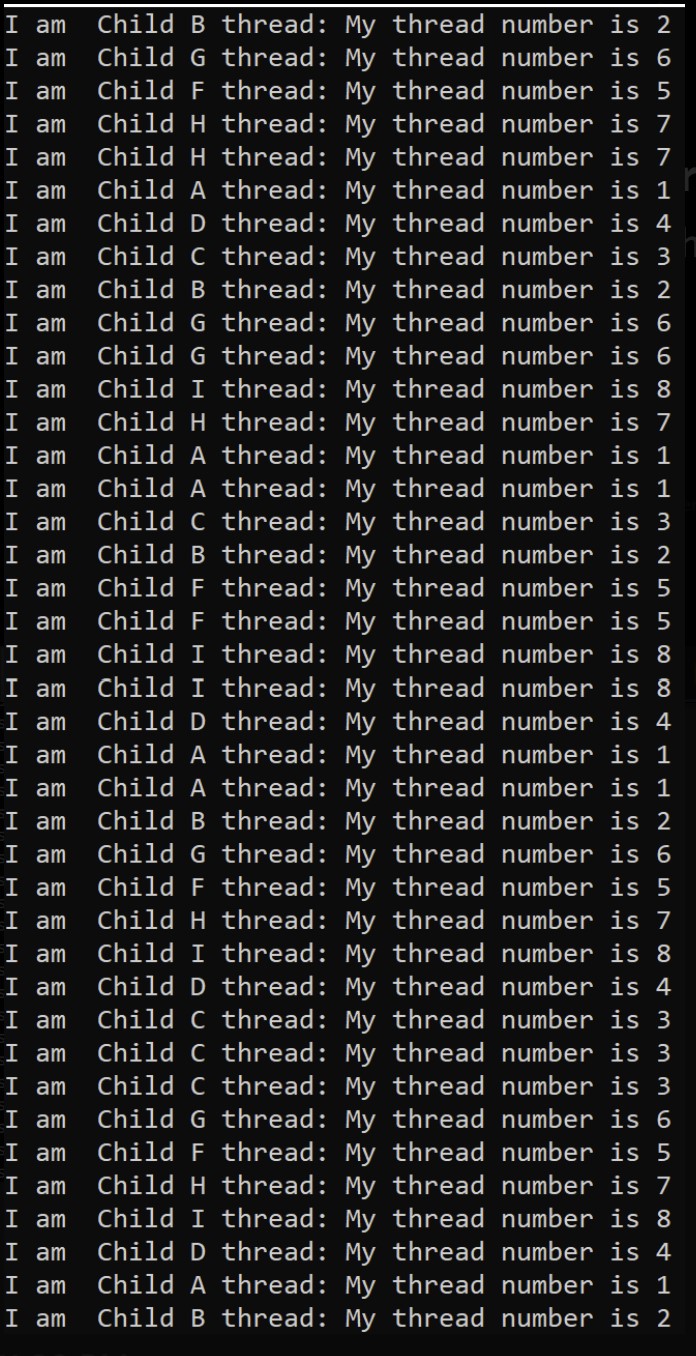 I am  Child B thread: My thread number is 2
I am  Child G thread: My thread number is 6
I am  Child F thread: My thread number is 5
I am  Child H thread: My thread number is 7
I am  Child H thread: My thread number is 7
I am  Child A thread: My thread number is 1
I am  Child D thread: My thread number is 4
I am  Child C thread: My thread number is 3
I am  Child B thread: My thread number is 2
I am  Child G thread: My thread number is 6
I am  Child G thread: My thread number is 6
I am  Child I thread: My thread number is 8
I am  Child H thread: My thread number is 7
I am  Child A thread: My thread number is 1
I am  Child A thread: My thread number is 1
I am  Child C thread: My thread number is 3
I am  Child B thread: My thread number is 2
I am  Child F thread: My thread number is 5
I am  Child F thread: My thread number is 5
I am  Child I thread: My thread number is 8
I am  Child I thread: My thread number is 8
I am  Child D thread: My thread number is 4
I am  Child A thread: My thread number is 1
I am  Child A thread: My thread number is 1
I am  Child B thread: My thread number is 2
I am  Child G thread: My thread number is 6
I am  Child F thread: My thread number is 5
I am  Child H thread: My thread number is 7
I am  Child I thread: My thread number is 8
I am  Child D thread: My thread number is 4
I am  Child C thread: My thread number is 3
I am  Child C thread: My thread number is 3
I am  Child C thread: My thread number is 3
I am  Child G thread: My thread number is 6
I am  Child F thread: My thread number is 5
I am  Child H thread: My thread number is 7
I am  Child I thread: My thread number is 8
I am  Child D thread: My thread number is 4
I am  Child A thread: My thread number is 1
I am  Child B thread: My thread number is 2